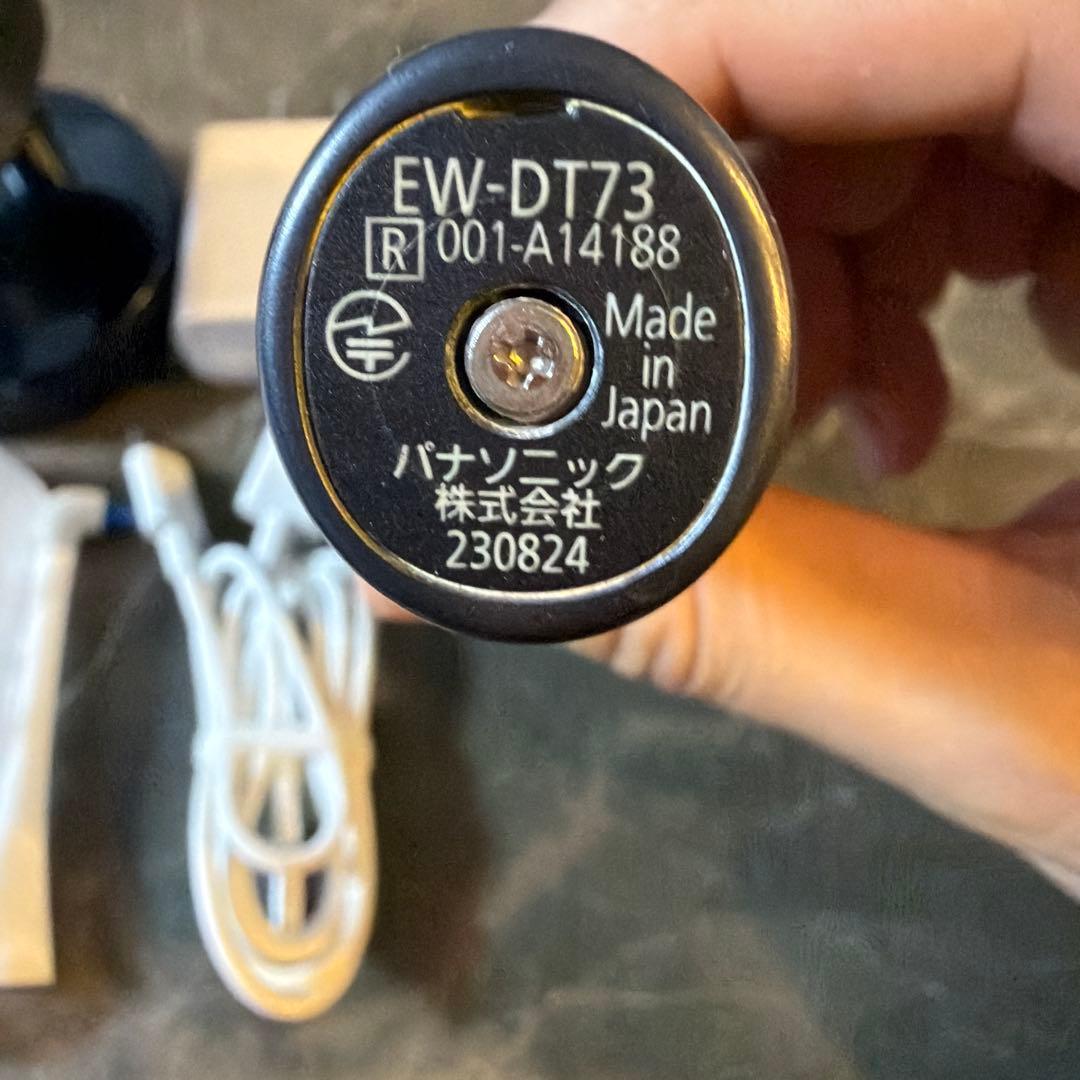 EW-DT73
R 001-A14188
Made
in
Japan
パナソニック
株式会社
230824